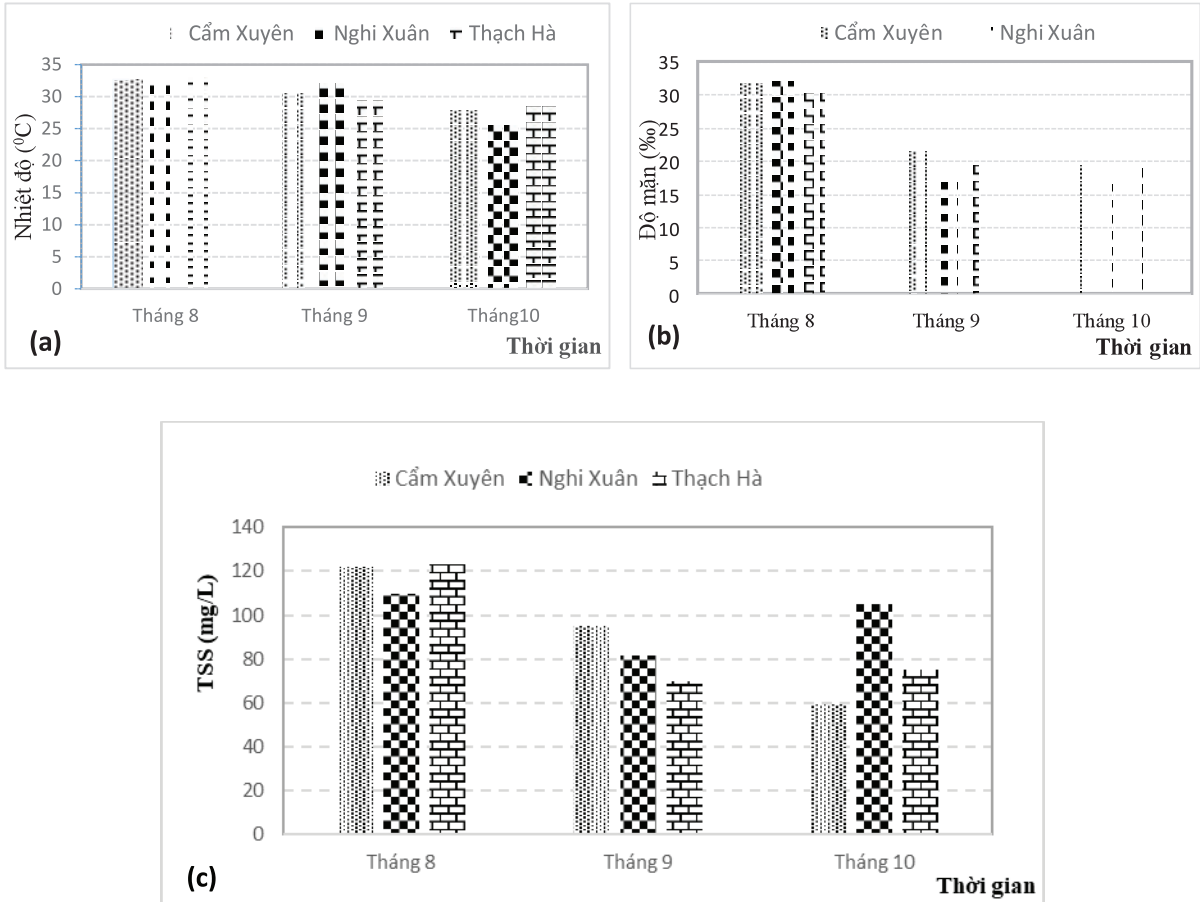 Cẩm Xuyên Nghi Xuân Thạch Hà
Nhiệt độ (⁰C)
35
30
25
20
15
10
5
0
Tháng 8 Tháng 9 Tháng10
(a)
Thời gian
Cẩm Xuyên Nghi Xuân
Độ mặn (‰)
35
30
25
20
15
10
5
0
Tháng 8 Tháng 9 Tháng 10
(b)
Thời gian
Cẩm Xuyên Nghi Xuân Thạch Hà
TSS (mg/L)
140
120
100
80
60
40
20
0
Tháng 8 Tháng 9 Tháng 10
(c)
Thời gian